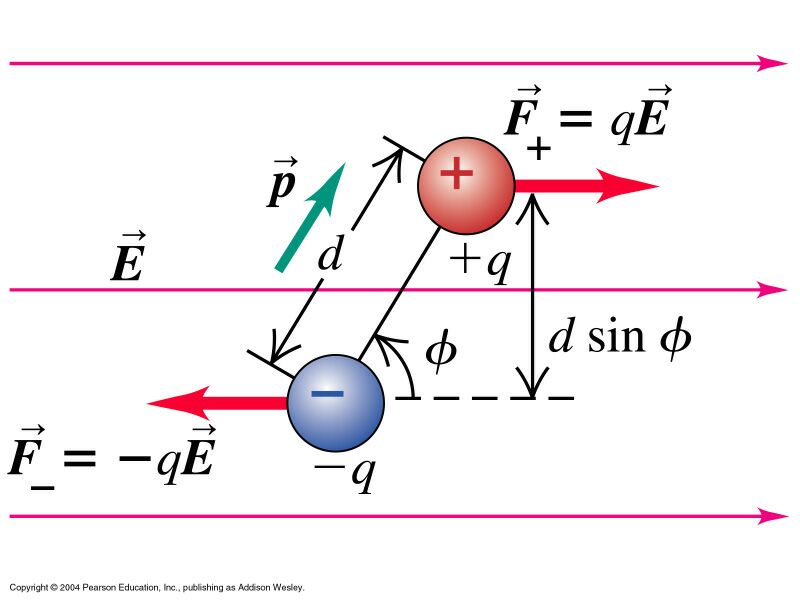 F⃗₊ = qE⃗
+
p⃗
d
+q
E⃗
d sin ϕ
ϕ
−
F⃗₋ = −qE⃗
−q
Copyright © 2004 Pearson Education, Inc., publishing as Addison Wesley.